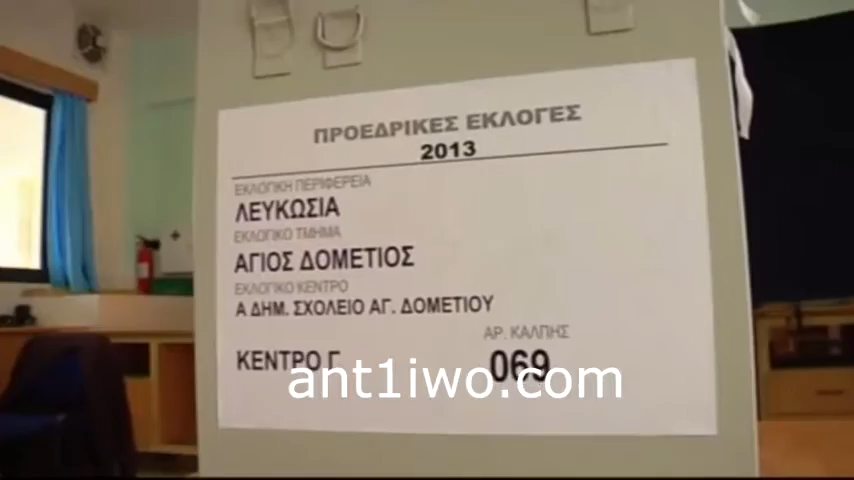 ΠΡΟΕΔΡΙΚΕΣ ΕΚΛΟΓΕΣ
2013
ΕΚΛΟΓΙΚΗ ΠΕΡΙΦΕΡΕΙΑ
ΛΕΥΚΩΣΙΑ
ΕΚΛΟΓΙΚΟ ΤΜΗΜΑ
ΑΓΙΟΣ ΔΟΜΕΤΙΟΣ
ΕΚΛΟΓΙΚΟ ΚΕΝΤΡΟ
Α ΔΗΜ. ΣΧΟΛΕΙΟ ΑΓ. ΔΟΜΕΤΙΟΥ
ΑΡ. ΚΑΛΠΗΣ
ΚΕΝΤΡΟ Γ. 069
ant1iwo.com